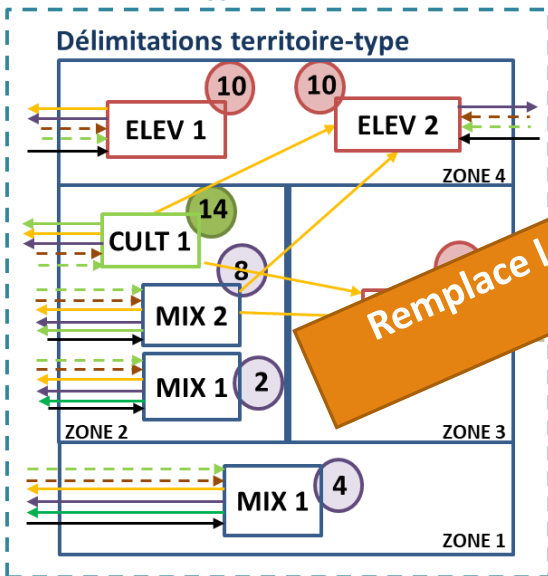 Délimitations territoire-type
10
10
ELEV 1
ELEV 2
ZONE 4
14
CULT 1
8
MIX 2
Remplace
MIX 1
2
ZONE 2
ZONE 3
4
MIX 1
ZONE 1